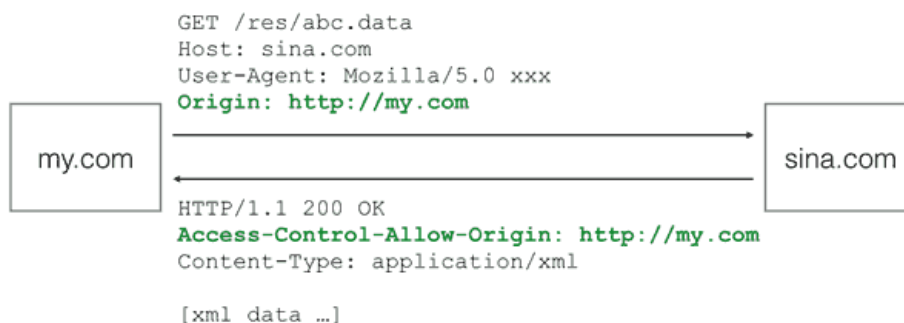 GET /res/abc.data
Host: sina.com
User-Agent: Mozilla/5.0 xxx
Origin: http://my.com
my.com
sina.com
HTTP/1.1 200 OK
Access-Control-Allow-Origin: http://my.com
Content-Type: application/xml
[xml data …]